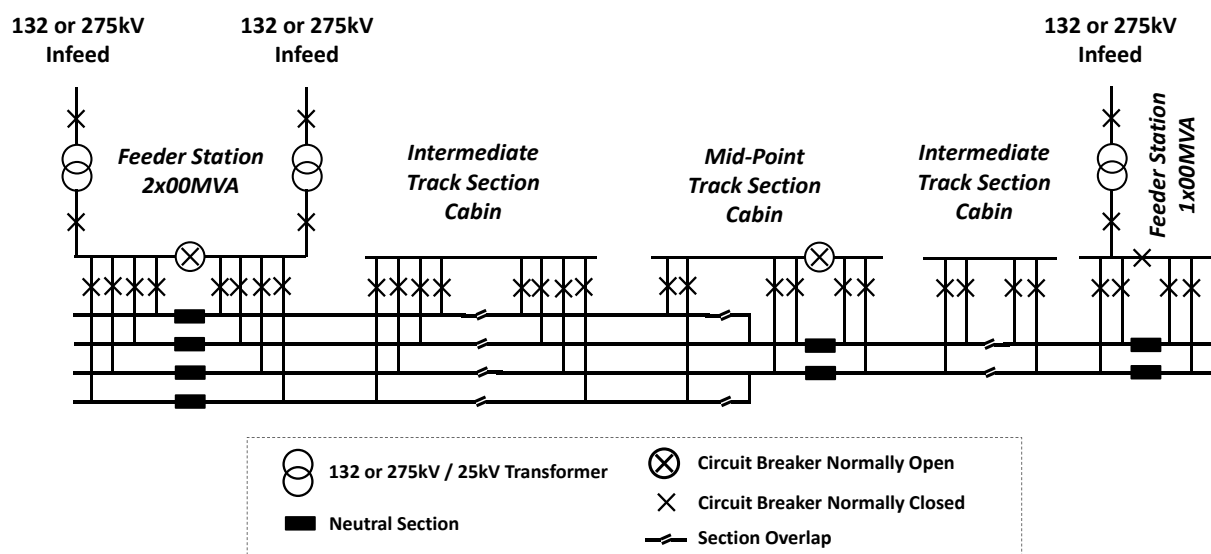 132 or 275kV
Infeed
132 or 275kV
Infeed
132 or 275kV
Infeed
Feeder Station
2x00MVA
Intermediate
Track Section
Cabin
Mid-Point
Track Section
Cabin
Intermediate
Track Section
Cabin
Feeder Station
1x00MVA
132 or 275kV / 25kV Transformer
Neutral Section
Circuit Breaker Normally Open
Circuit Breaker Normally Closed
Section Overlap